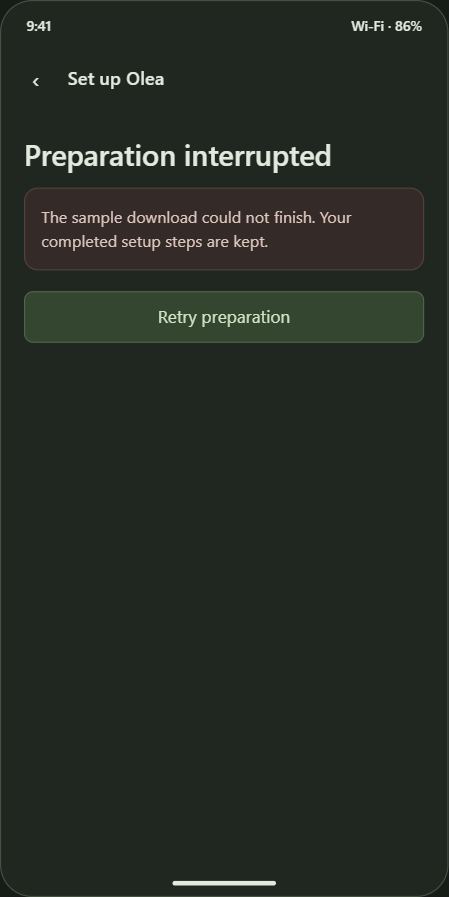 9:41
Wi-Fi · 86%
‹ Set up Olea
Preparation interrupted
The sample download could not finish. Your
completed setup steps are kept.
Retry preparation